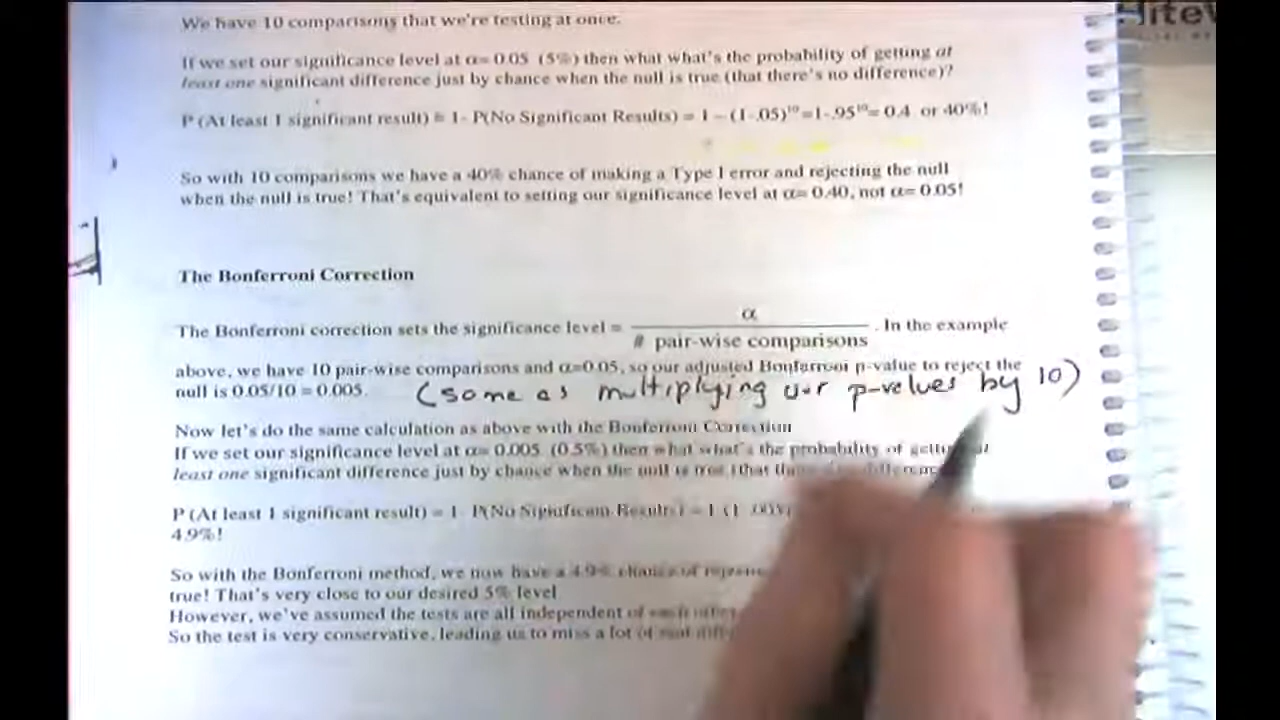 We have 10 comparisons that we're testing at once.
If we set our significance level at α= 0.05 (5%) then what what's the probability of getting at
least one significant difference just by chance when the null is true (that there's no difference)?
P (At least 1 significant result) = 1- P(No Significant Results) = 1 – (1-.05)¹⁰ =1-.95¹⁰= 0.4 or 40%!
So with 10 comparisons we have a 40% chance of making a Type I error and rejecting the null
when the null is true! That's equivalent to setting our significance level at α= 0.40, not α= 0.05!
The Bonferroni Correction
The Bonferroni correction sets the significance level = α / # pair-wise comparisons . In the example
above, we have 10 pair-wise comparisons and α=0.05, so our adjusted Bonferroni p-value to reject the
null is 0.05/10 = 0.005. (same as multiplying our p-values by 10)
Now let's do the same calculation as above with the Bonferroni Correction
If we set our significance level at α= 0.005 (0.5%) then what what's the probability of getting at
least one significant difference just by chance when the null is true (that
P (At least 1 significant result) = 1- P(No Significant Results) = 1-(1-.005)
4.9%!
So with the Bonferroni method, we now have a 4.9% chance of
true! That's very close to our desired 5% level
However, we've assumed the tests are all independent of each other
So the test is very conservative, leading us to miss a lot of real